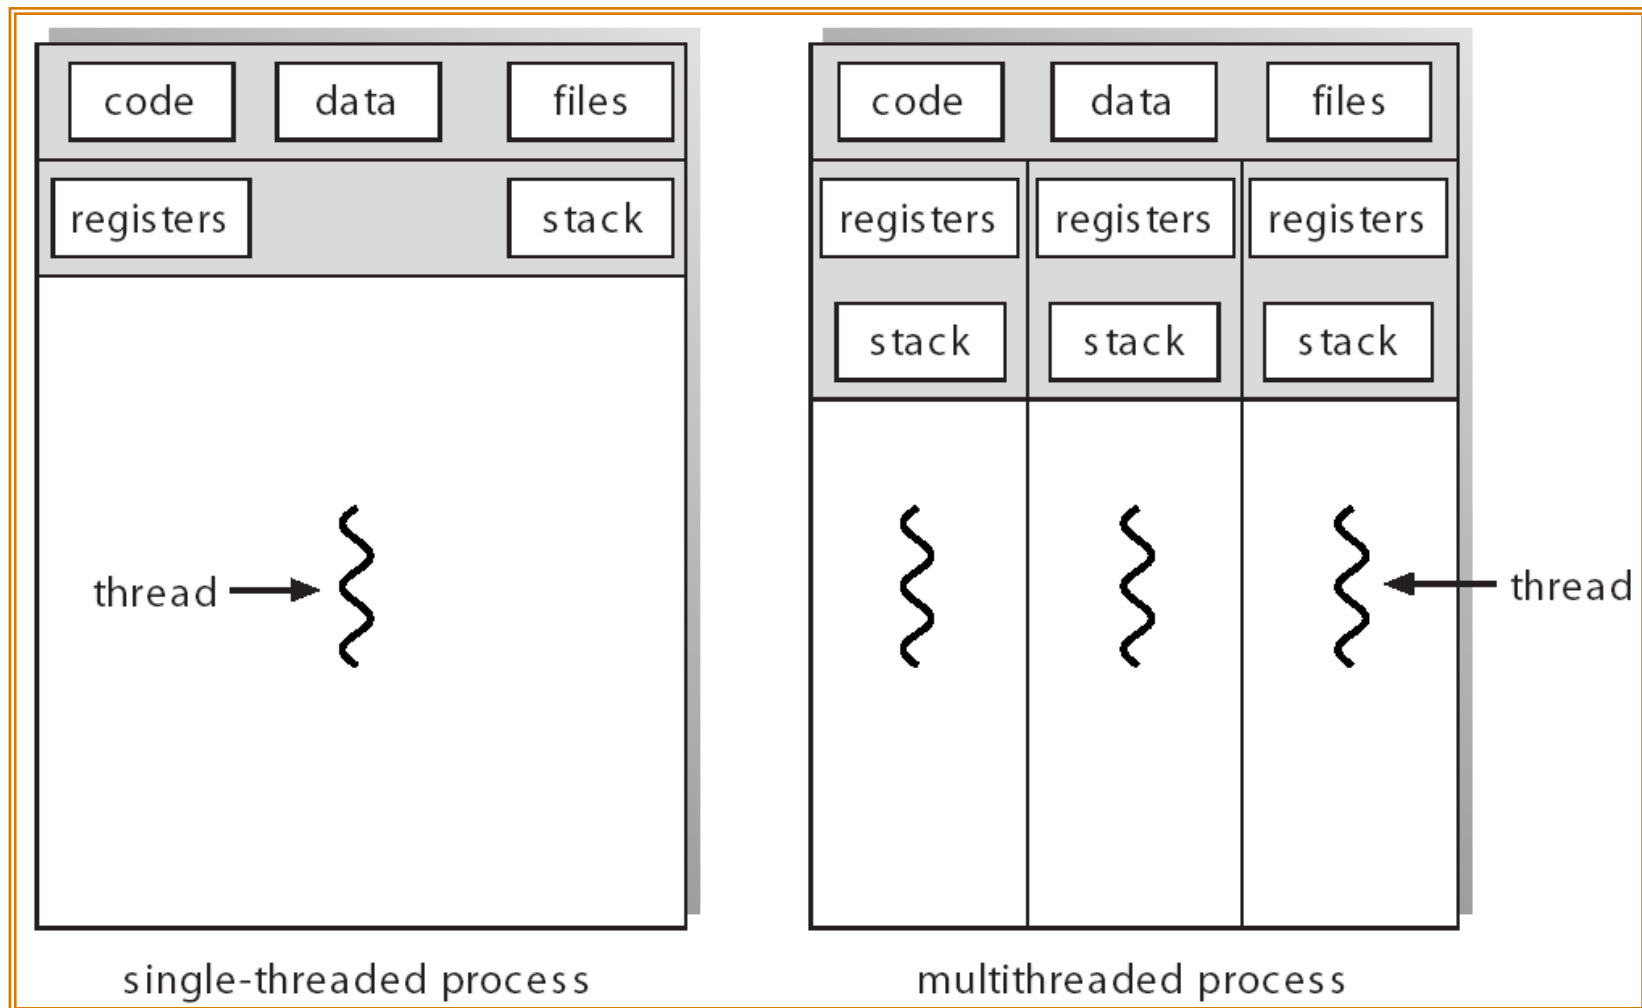 code data files
registers stack
thread
single-threaded process
code data files
registers registers registers
stack stack stack
thread
multithreaded process